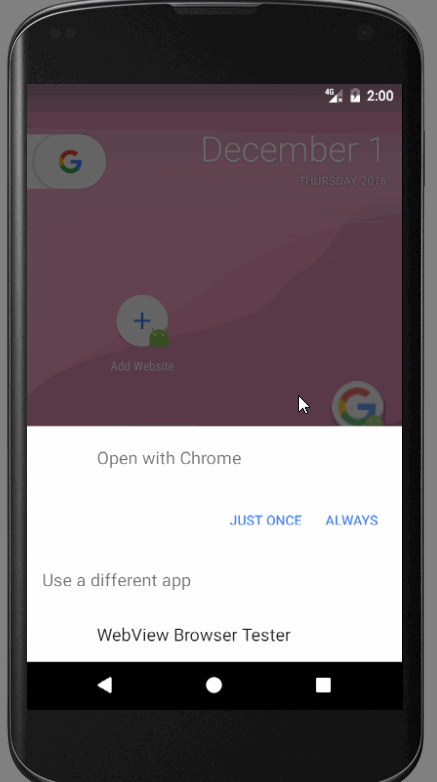 4G 2:00
December 1
THURSDAY, 2016
Add Website
Open with Chrome
JUST ONCE ALWAYS
Use a different app
WebView Browser Tester